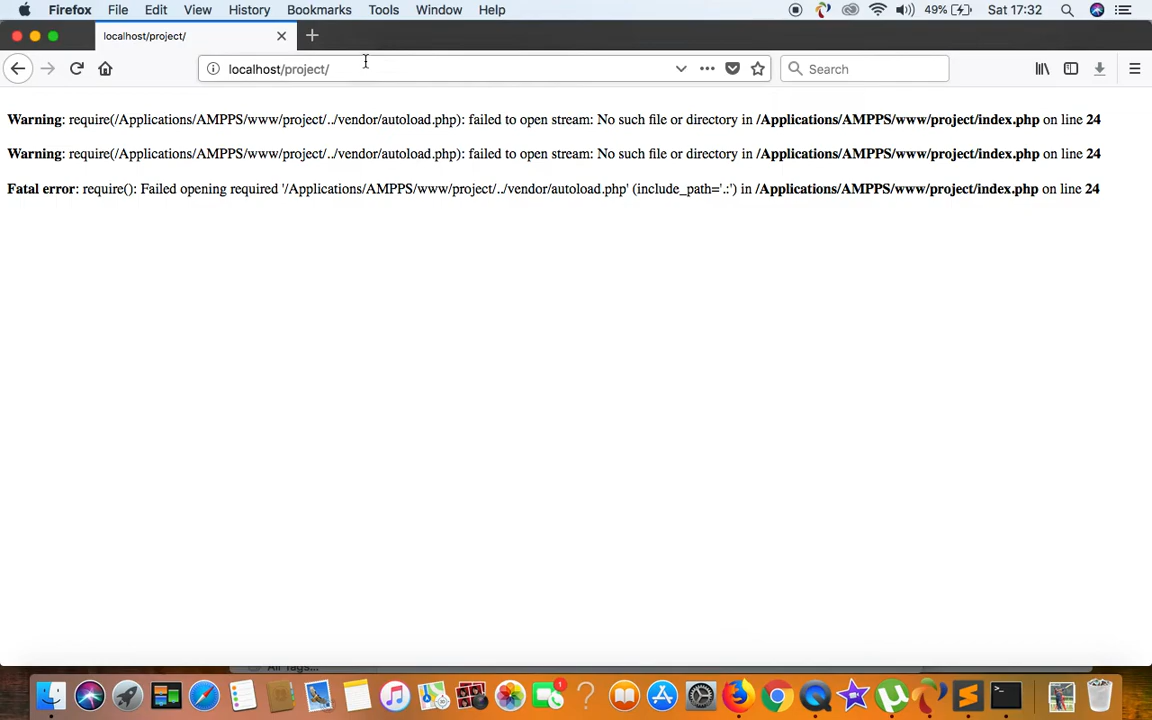 Firefox File Edit View History Bookmarks Tools Window Help 49% Sat 17:32
localhost/project/
localhost/project/ Search
Warning: require(/Applications/AMPPS/www/project/../vendor/autoload.php): failed to open stream: No such file or directory in /Applications/AMPPS/www/project/index.php on line 24
Warning: require(/Applications/AMPPS/www/project/../vendor/autoload.php): failed to open stream: No such file or directory in /Applications/AMPPS/www/project/index.php on line 24
Fatal error: require(): Failed opening required '/Applications/AMPPS/www/project/../vendor/autoload.php' (include_path='.:') in /Applications/AMPPS/www/project/index.php on line 24
All Tags...
1